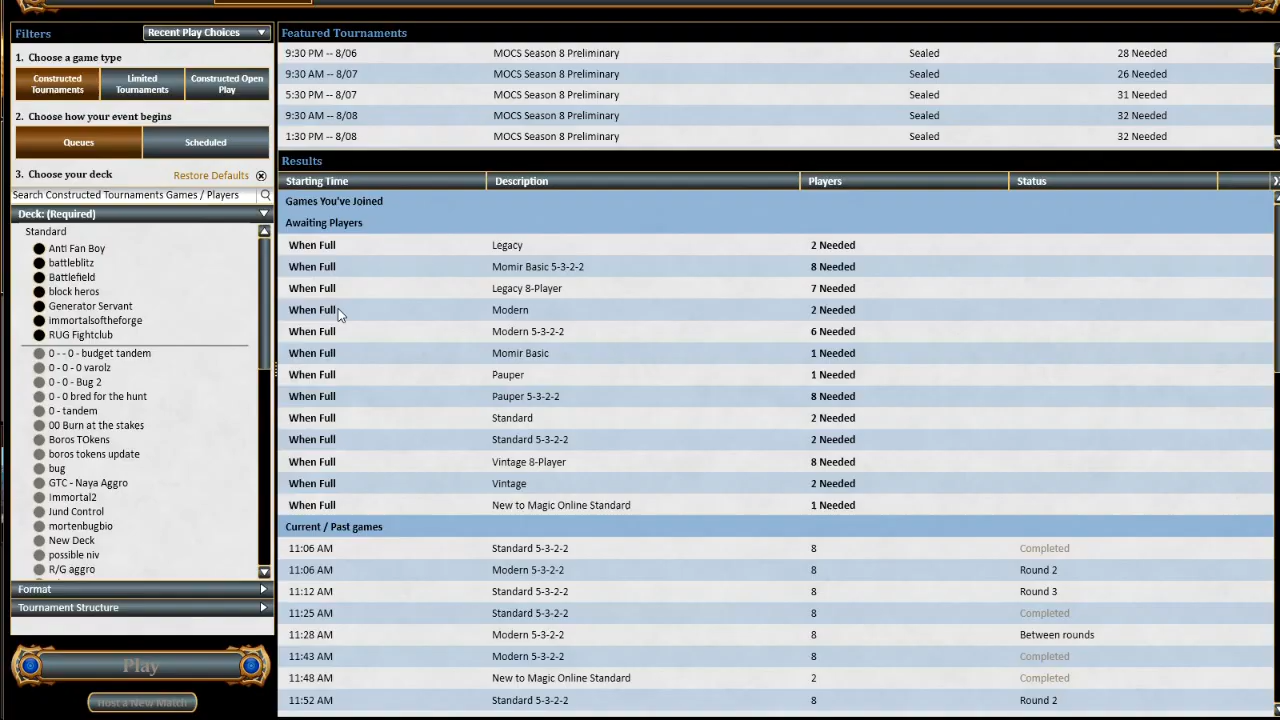 Filters
Recent Play Choices
1. Choose a game type
Constructed Tournaments
Limited Tournaments
Constructed Open Play
2. Choose how your event begins
Queues
Scheduled
3. Choose your deck
Restore Defaults
Search Constructed Tournaments Games / Players
Deck: (Required)
Standard
Anti Fan Boy
battleblitz
Battlefield
block heros
Generator Servant
immortalsoftheforge
RUG Fightclub
0 - - 0 - budget tandem
0 - 0 - 0 varolz
0 - 0 - Bug 2
0 - 0 bred for the hunt
0 - tandem
00 Burn at the stakes
Boros TOkens
boros tokens update
bug
GTC - Naya Aggro
Immortal2
Jund Control
mortenbugbio
New Deck
possible niv
R/G aggro
Format
Tournament Structure
Play
Host a New Match
Featured Tournaments
9:30 PM -- 8/06 MOCS Season 8 Preliminary Sealed 28 Needed
9:30 AM -- 8/07 MOCS Season 8 Preliminary Sealed 26 Needed
5:30 PM -- 8/07 MOCS Season 8 Preliminary Sealed 31 Needed
9:30 AM -- 8/08 MOCS Season 8 Preliminary Sealed 32 Needed
1:30 PM -- 8/08 MOCS Season 8 Preliminary Sealed 32 Needed
Results
Starting Time Description Players Status
Games You've Joined
Awaiting Players
When Full Legacy 2 Needed
When Full Momir Basic 5-3-2-2 8 Needed
When Full Legacy 8-Player 7 Needed
When Full Modern 2 Needed
When Full Modern 5-3-2-2 6 Needed
When Full Momir Basic 1 Needed
When Full Pauper 1 Needed
When Full Pauper 5-3-2-2 8 Needed
When Full Standard 2 Needed
When Full Standard 5-3-2-2 2 Needed
When Full Vintage 8-Player 8 Needed
When Full Vintage 2 Needed
When Full New to Magic Online Standard 1 Needed
Current / Past games
11:06 AM Standard 5-3-2-2 8 Completed
11:06 AM Modern 5-3-2-2 8 Round 2
11:12 AM Standard 5-3-2-2 8 Round 3
11:25 AM Standard 5-3-2-2 8 Completed
11:28 AM Modern 5-3-2-2 8 Between rounds
11:43 AM Modern 5-3-2-2 8 Completed
11:48 AM New to Magic Online Standard 2 Completed
11:52 AM Standard 5-3-2-2 8 Round 2